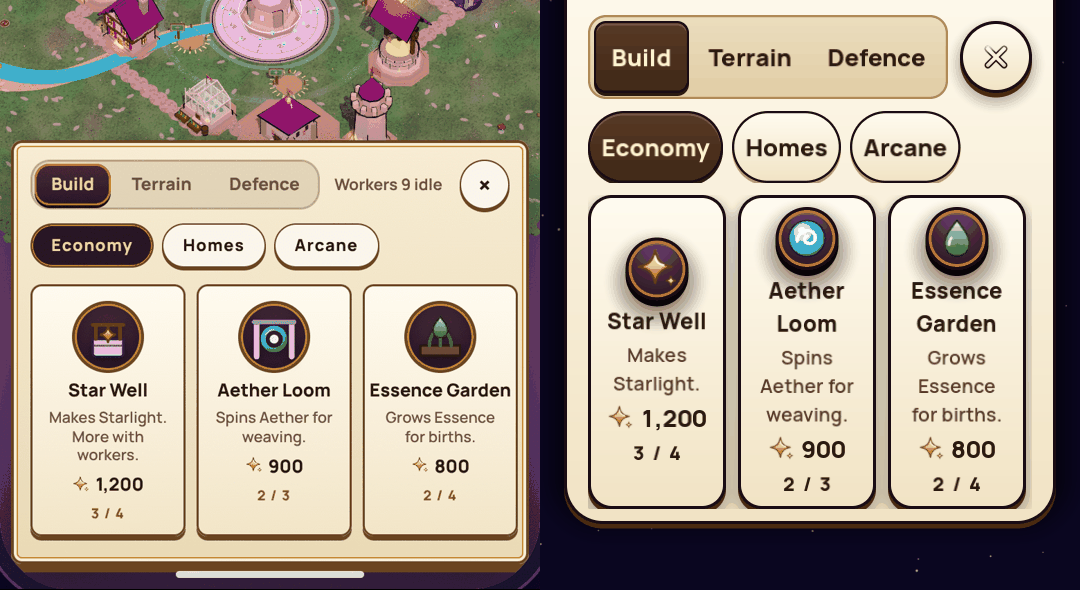 Build Terrain Defence Workers 9 idle ×
Economy Homes Arcane
Star Well
Makes Starlight.
More with
workers.
1,200
3 / 4
Aether Loom
Spins Aether for
weaving.
900
2 / 3
Essence Garden
Grows Essence
for births.
800
2 / 4
Build Terrain Defence
Economy Homes Arcane
Star Well
Makes
Starlight.
1,200
3 / 4
Aether
Loom
Spins
Aether for
weaving.
900
2 / 3
Essence
Garden
Grows
Essence
for births.
800
2 / 4